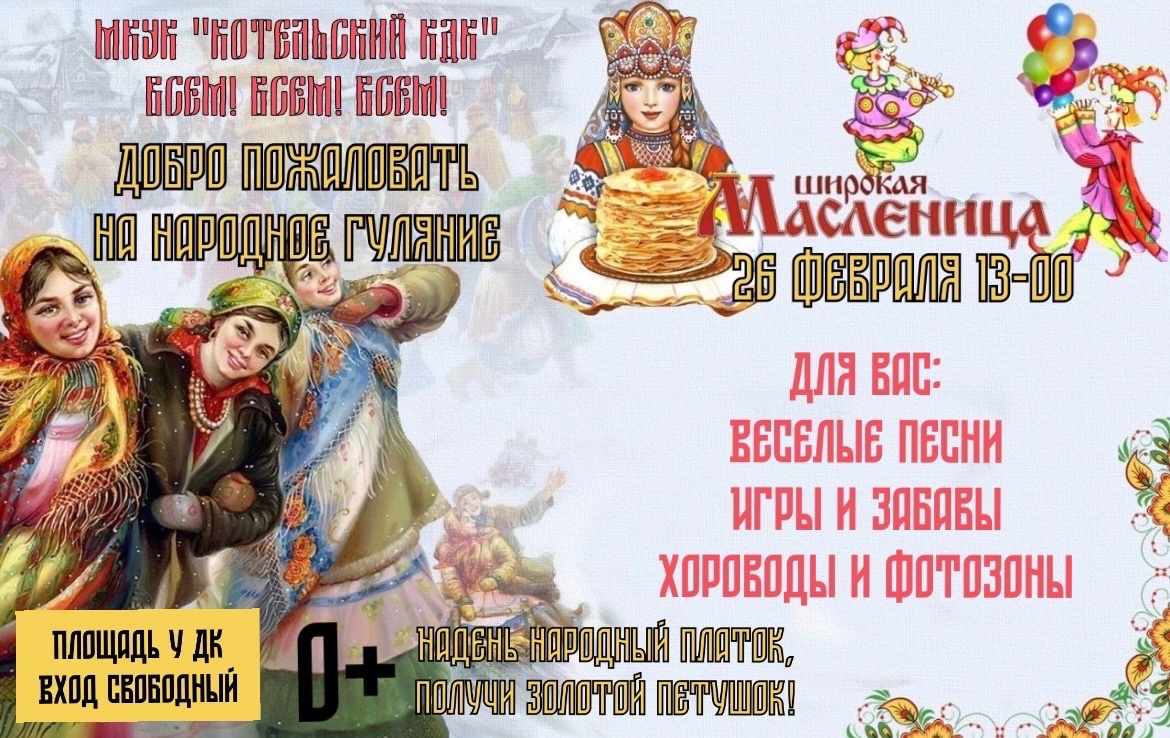 МКУК "КОТЕЛЬСКИЙ КДК"
ВСЕМ! ВСЕМ! ВСЕМ!
ДОБРО ПОЖАЛОВАТЬ
НА НАРОДНОЕ ГУЛЯНИЕ
ШИРОКАЯ
МАСЛЕНИЦА
26 ФЕВРАЛЯ 13-00
ДЛЯ ВАС:
ВЕСЕЛЫЕ ПЕСНИ
ИГРЫ И ЗАБАВЫ
ХОРОВОДЫ И ФОТОЗОНЫ
ПЛОЩАДЬ У ДК
ВХОД СВОБОДНЫЙ
0+
НАДЕНЬ НАРОДНЫЙ ПЛАТОК,
ПОЛУЧИ ЗОЛОТОЙ ПЕТУШОК!